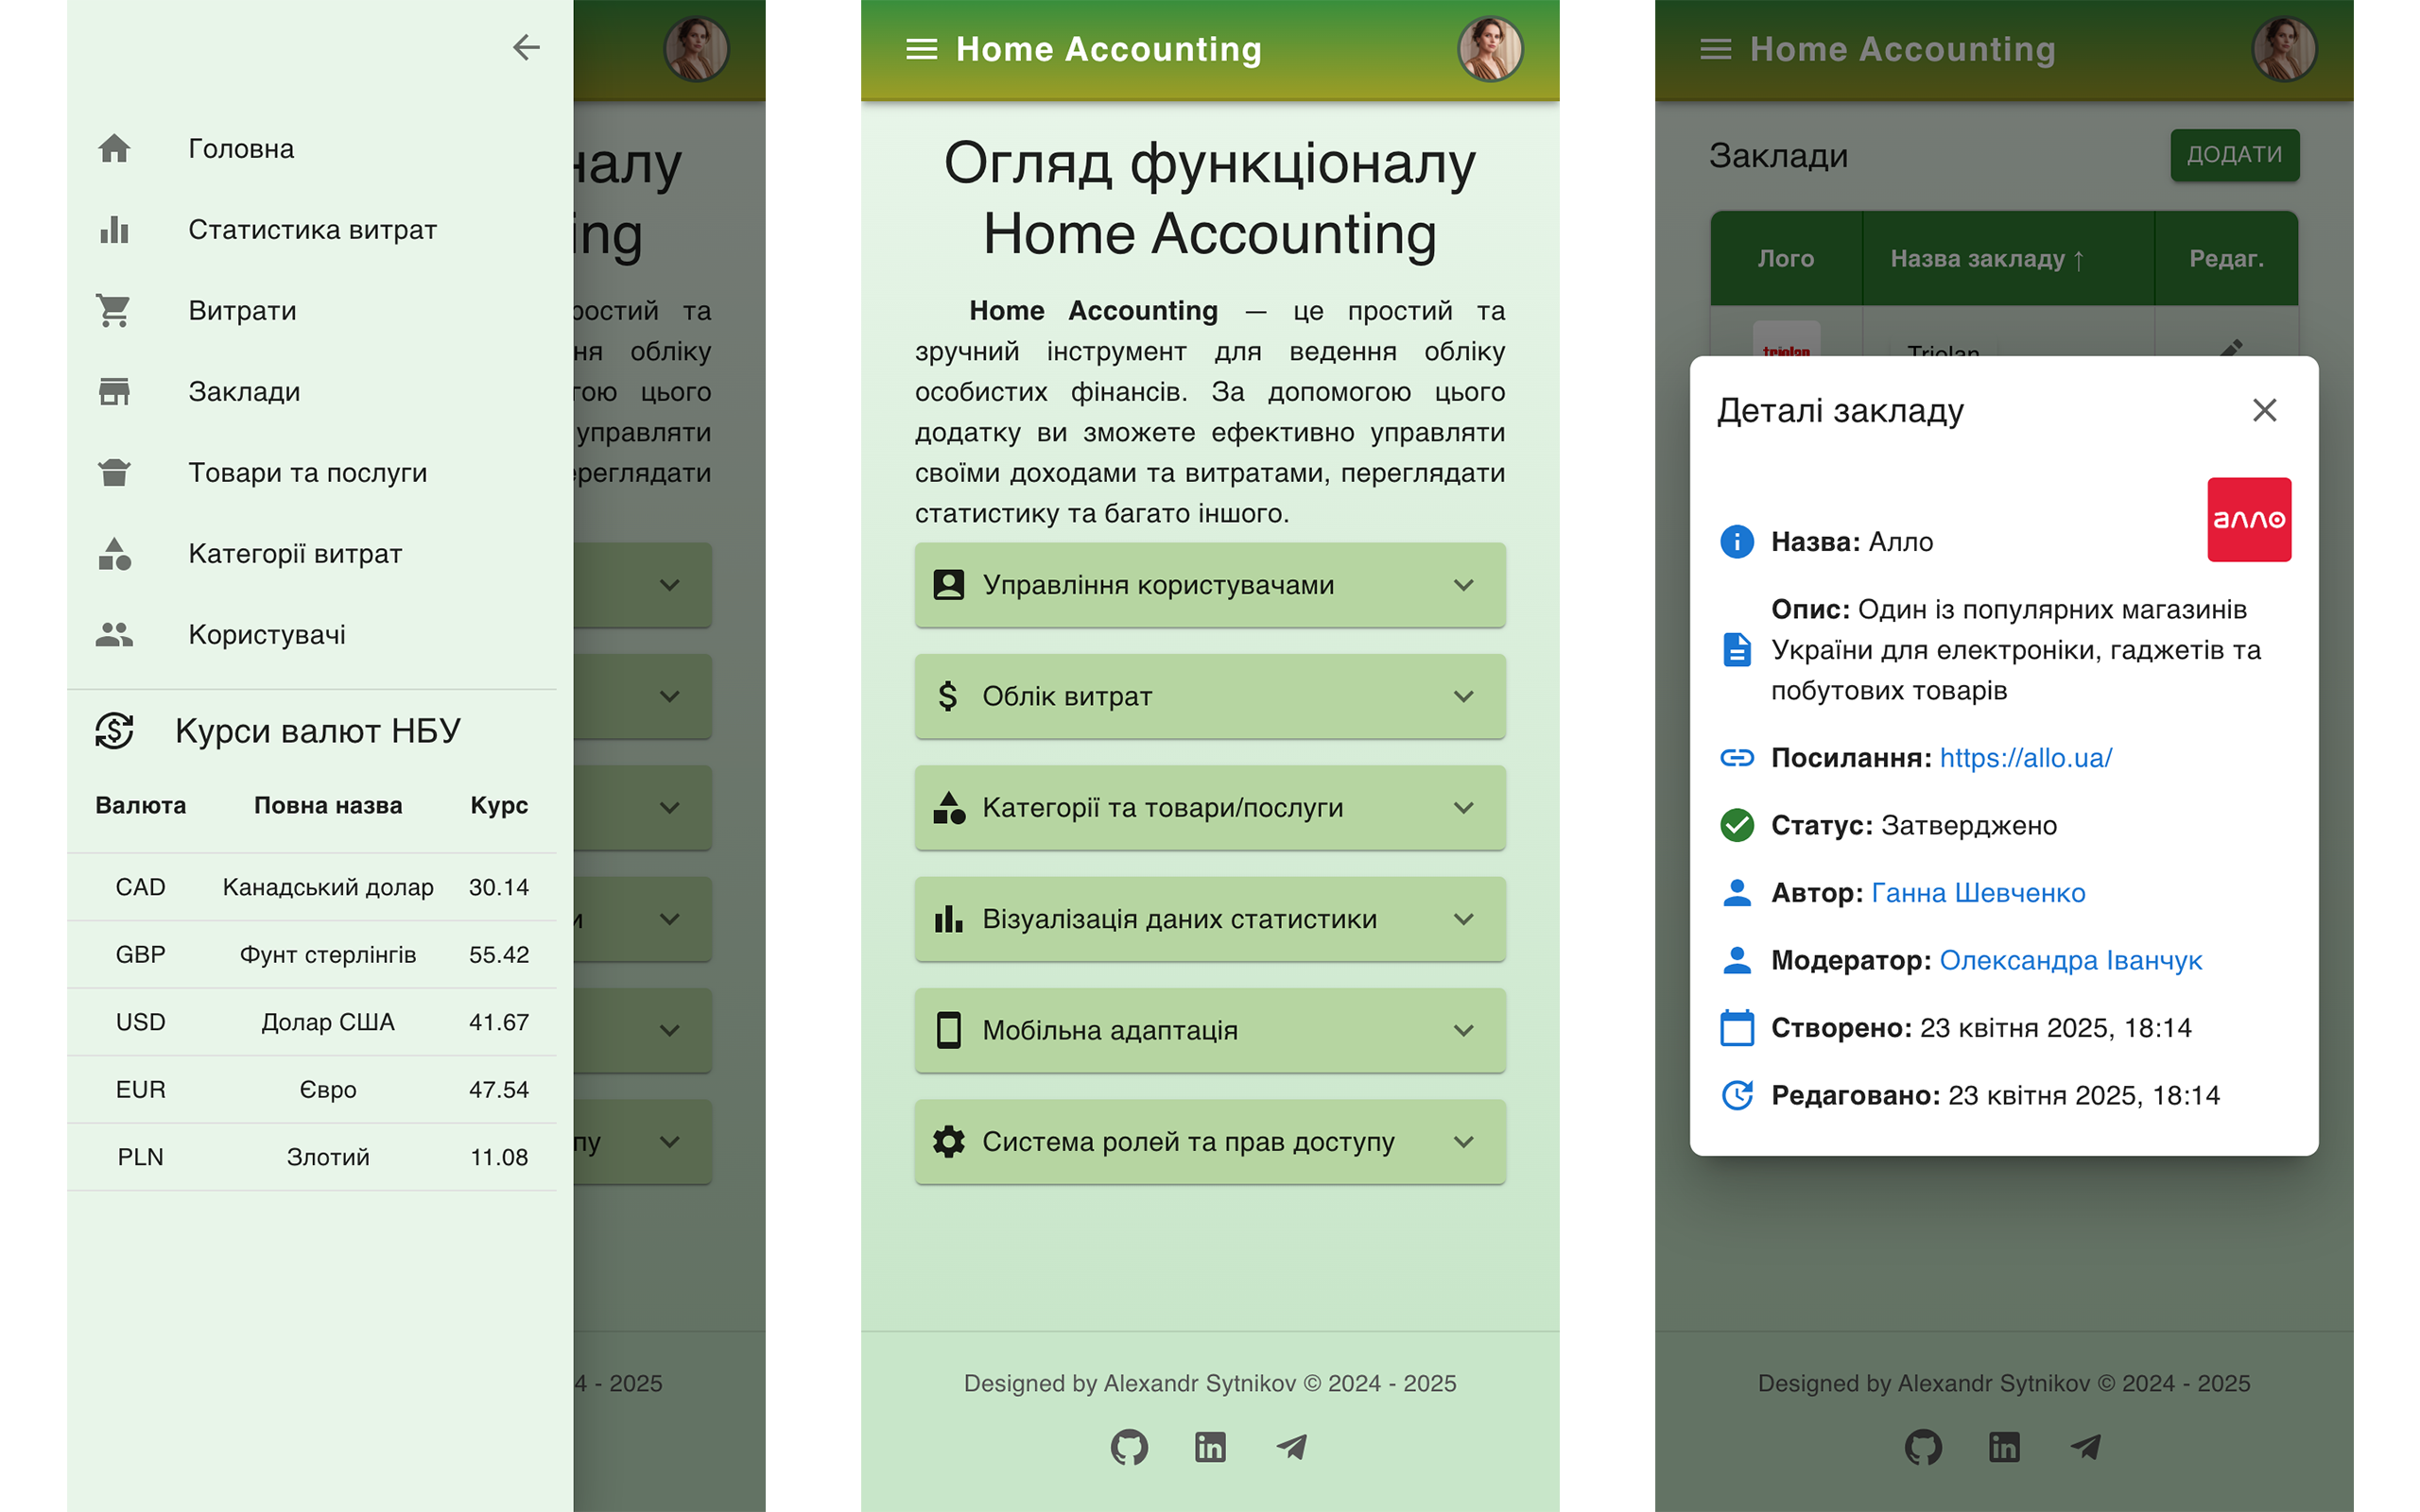 Головна
Статистика витрат
Витрати
Заклади
Товари та послуги
Категорії витрат
Користувачі
Курси валют НБУ
Валюта Повна назва Курс
CAD Канадський долар 30.14
GBP Фунт стерлінгів 55.42
USD Долар США 41.67
EUR Євро 47.54
PLN Злотий 11.08
налу
ing
ростий та
ня обліку
гою цього
управляти
ереглядати
и
пу
4 - 2025
Home Accounting
Огляд функціоналу
Home Accounting
Home Accounting — це простий та
зручний інструмент для ведення обліку
особистих фінансів. За допомогою цього
додатку ви зможете ефективно управляти
своїми доходами та витратами, переглядати
статистику та багато іншого.
Управління користувачами
Облік витрат
Категорії та товари/послуги
Візуалізація даних статистики
Мобільна адаптація
Система ролей та прав доступу
Designed by Alexandr Sytnikov © 2024 - 2025
Home Accounting
Заклади ДОДАТИ
Лого Назва закладу ↑ Редаг.
triolan Triolan
Деталі закладу
алло
Назва: Алло
Опис: Один із популярних магазинів
України для електроніки, гаджетів та
побутових товарів
Посилання: https://allo.ua/
Статус: Затверджено
Автор: Ганна Шевченко
Модератор: Олександра Іванчук
Створено: 23 квітня 2025, 18:14
Редаговано: 23 квітня 2025, 18:14
Designed by Alexandr Sytnikov © 2024 - 2025